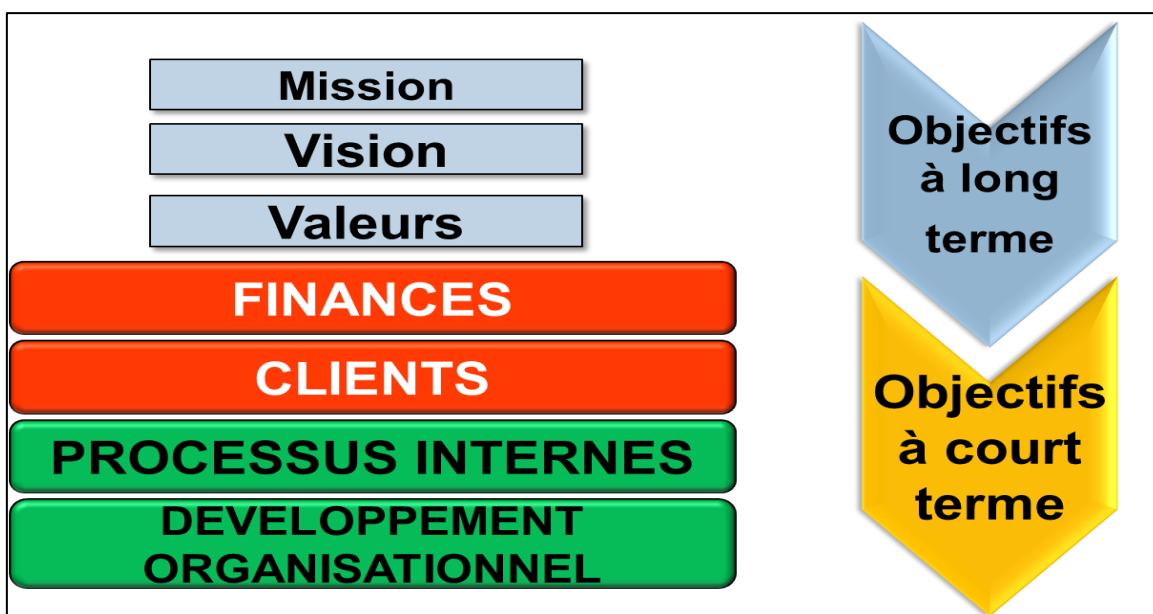 Mission
Vision
Valeurs
FINANCES
CLIENTS
PROCESSUS INTERNES
DEVELOPPEMENT
ORGANISATIONNEL
Objectifs
à long
terme
Objectifs
à court
terme